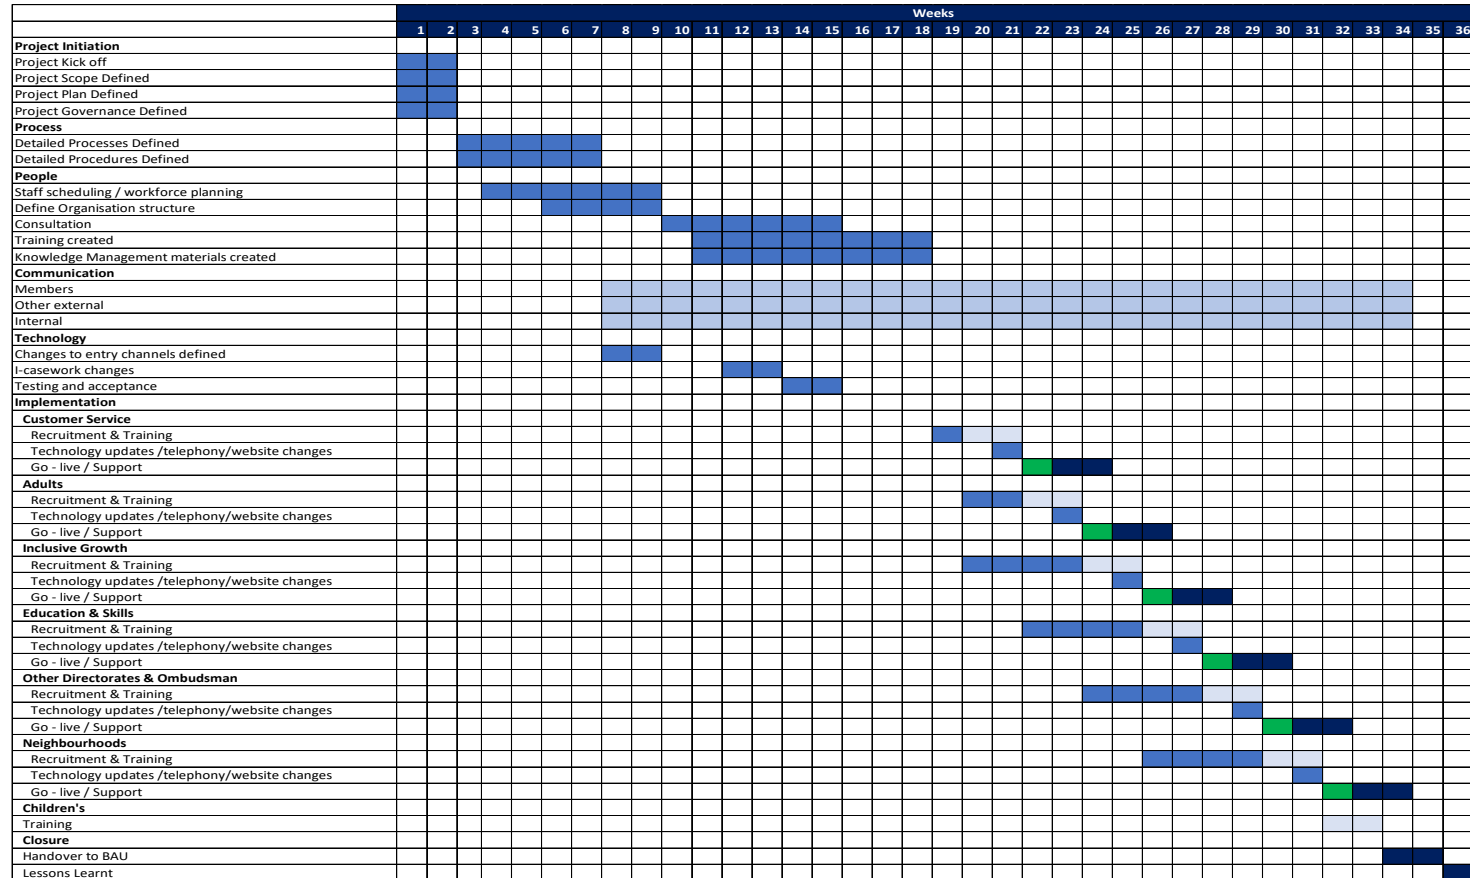 Weeks
1 2 3 4 5 6 7 8 9 10 11 12 13 14 15 16 17 18 19 20 21 22 23 24 25 26 27 28 29 30 31 32 33 34 35 36
Project Initiation
Project Kick off
Project Scope Defined
Project Plan Defined
Project Governance Defined
Process
Detailed Processes Defined
Detailed Procedures Defined
People
Staff scheduling / workforce planning
Define Organisation structure
Consultation
Training created
Knowledge Management materials created
Communication
Members
Other external
Internal
Technology
Changes to entry channels defined
I-casework changes
Testing and acceptance
Implementation
Customer Service
Recruitment & Training
Technology updates /telephony/website changes
Go - live / Support
Adults
Recruitment & Training
Technology updates /telephony/website changes
Go - live / Support
Inclusive Growth
Recruitment & Training
Technology updates /telephony/website changes
Go - live / Support
Education & Skills
Recruitment & Training
Technology updates /telephony/website changes
Go - live / Support
Other Directorates & Ombudsman
Recruitment & Training
Technology updates /telephony/website changes
Go - live / Support
Neighbourhoods
Recruitment & Training
Technology updates /telephony/website changes
Go - live / Support
Children's
Training
Closure
Handover to BAU
Lessons Learnt